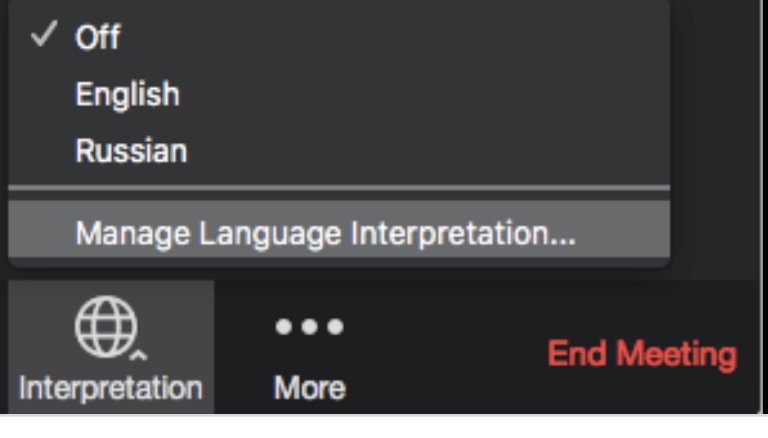 Off
English
Russian
Manage Language Interpretation...
Interpretation
More
End Meeting